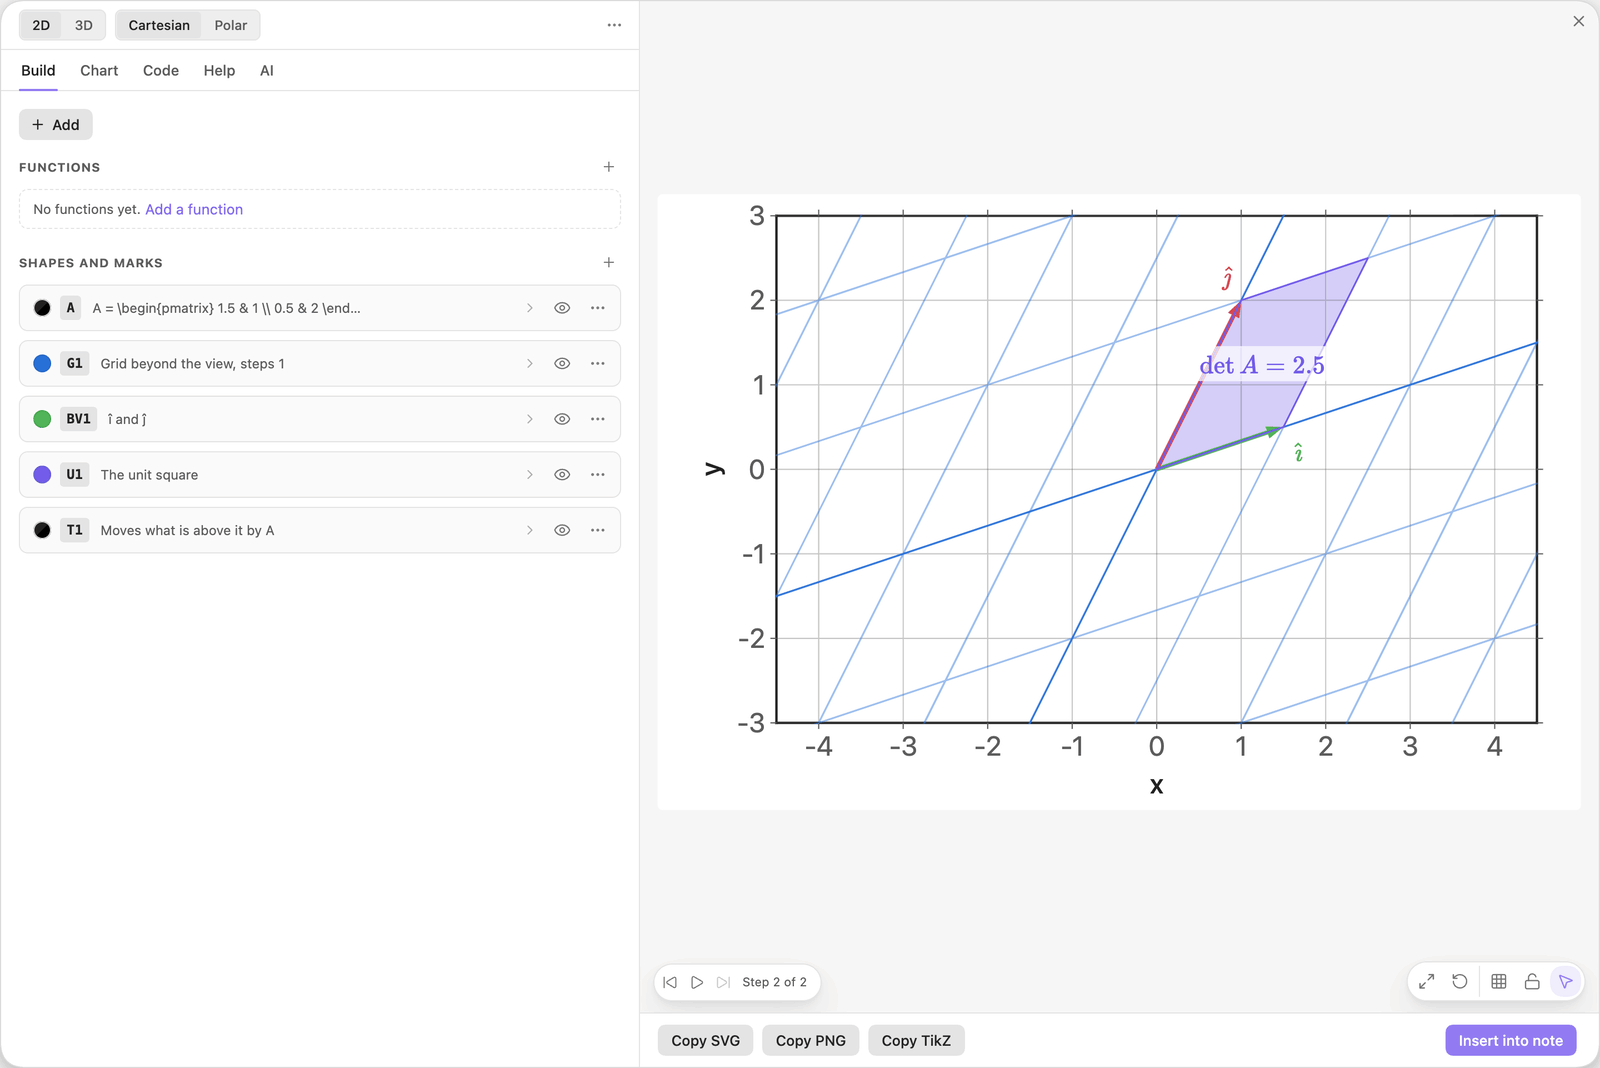 2D 3D Cartesian Polar ...
Build Chart Code Help AI
+ Add
FUNCTIONS +
No functions yet. Add a function
SHAPES AND MARKS +
A A = \begin{pmatrix} 1.5 & 1 \\ 0.5 & 2 \end...
G1 Grid beyond the view, steps 1
BV1 î and ĵ
U1 The unit square
T1 Moves what is above it by A
3
2
1
0
-1
-2
-3
y
ĵ
det A = 2.5
î
-4 -3 -2 -1 0 1 2 3 4
x
Step 2 of 2
Copy SVG Copy PNG Copy TikZ Insert into note